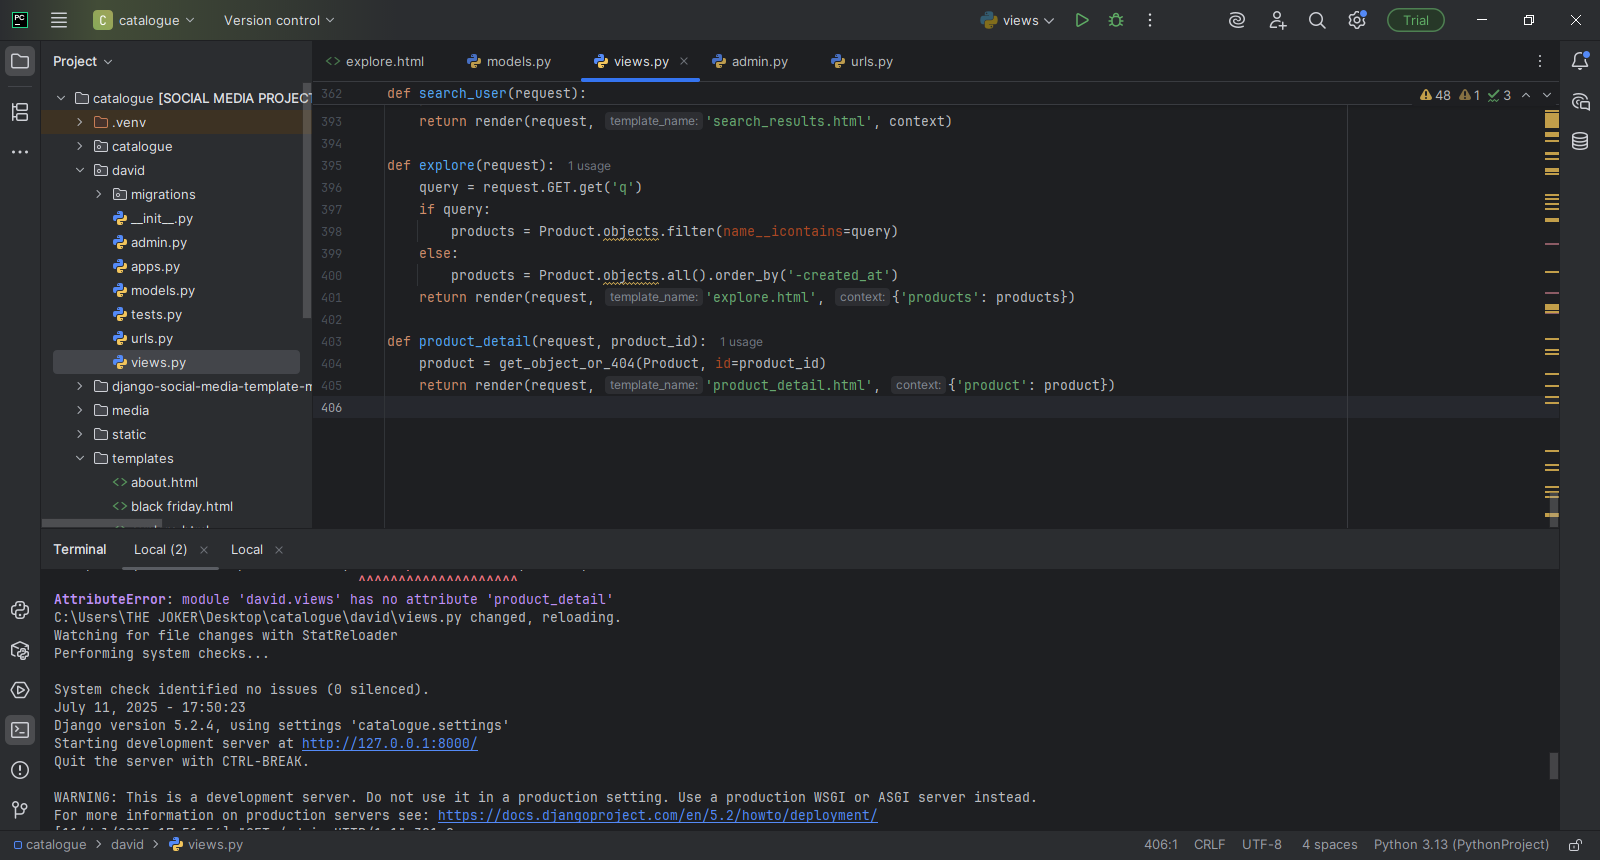 PC
C catalogue
Version control
views
Trial
Project
explore.html
models.py
views.py
admin.py
urls.py
catalogue [SOCIAL MEDIA PROJECT
.venv
catalogue
david
migrations
__init__.py
admin.py
apps.py
models.py
tests.py
urls.py
views.py
django-social-media-template-m
media
static
templates
about.html
black friday.html
362 def search_user(request):
48 1 3
393 return render(request, template_name: 'search_results.html', context)
394
395 def explore(request): 1 usage
396 query = request.GET.get('q')
397 if query:
398 products = Product.objects.filter(name__icontains=query)
399 else:
400 products = Product.objects.all().order_by('-created_at')
401 return render(request, template_name: 'explore.html', context: {'products': products})
402
403 def product_detail(request, product_id): 1 usage
404 product = get_object_or_404(Product, id=product_id)
405 return render(request, template_name: 'product_detail.html', context: {'product': product})
406
Terminal
Local (2)
Local
^^^^^^^^^^^^^^^^^^^^
AttributeError: module 'david.views' has no attribute 'product_detail'
C:\Users\THE JOKER\Desktop\catalogue\david\views.py changed, reloading.
Watching for file changes with StatReloader
Performing system checks...
System check identified no issues (0 silenced).
July 11, 2025 - 17:50:23
Django version 5.2.4, using settings 'catalogue.settings'
Starting development server at http://127.0.0.1:8000/
Quit the server with CTRL-BREAK.
WARNING: This is a development server. Do not use it in a production setting. Use a production WSGI or ASGI server instead.
For more information on production servers see: https://docs.djangoproject.com/en/5.2/howto/deployment/
catalogue > david > views.py
406:1 CRLF UTF-8 4 spaces Python 3.13 (PythonProject)